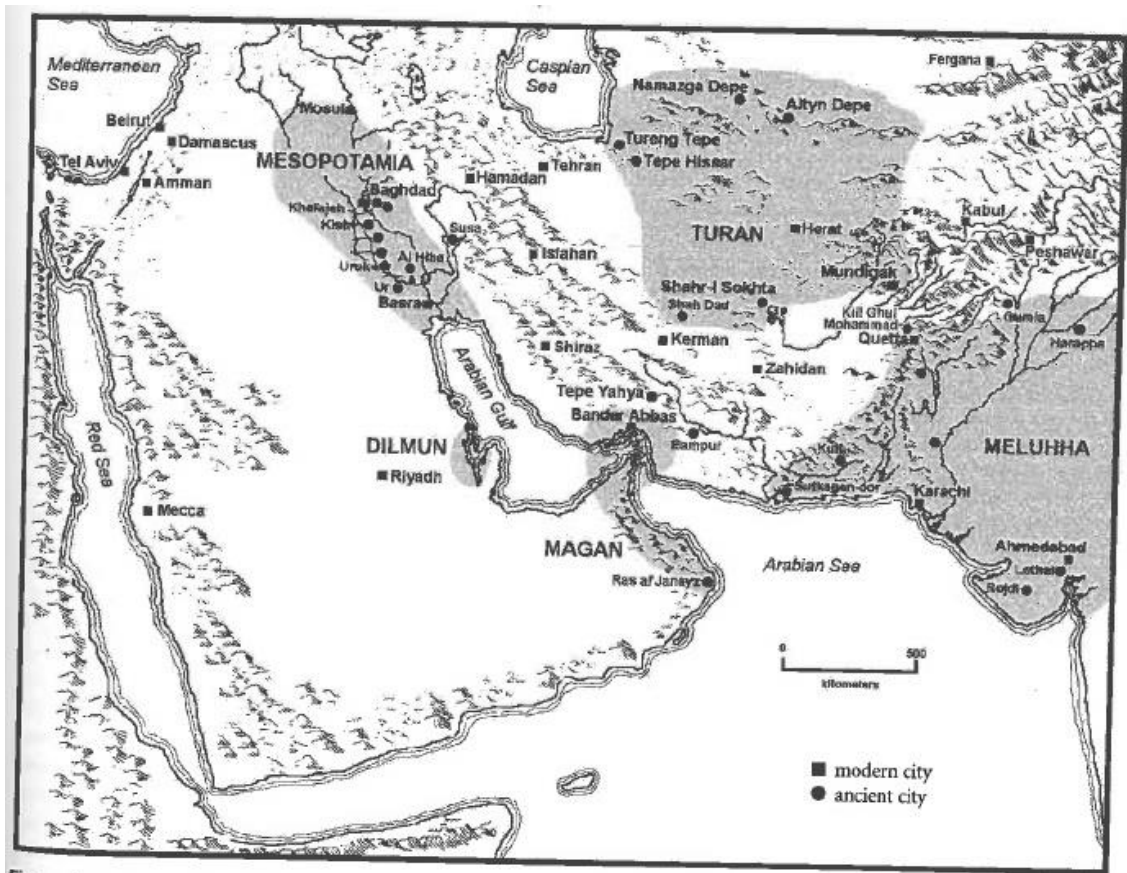 Mediterranean
Sea
Caspian
Sea
Fergana
Namazga Depe
Altyn Depe
Mosul
Beirut
Damascus
Tureng Tepe
Tepe Hissar
MESOPOTAMIA
Tel Aviv
Amman
Tehran
Hamadan
Baghdad
Khafajeh
Kish
Kabul
Peshawar
TURAN
Herat
Susa
Isfahan
Uruk
Al Hiba
Ur
Basra
Mundigak
Shahr-I Sokhta
Shah Dad
Kili Ghul
Mohammad
Quetta
Gumla
Harappa
Shiraz
Kerman
Zahidan
Arabian Gulf
Tepe Yahya
Bander Abbas
Bampur
DILMUN
Riyadh
Red Sea
Mecca
MELUHHA
Kulli
Sutkagen-dor
Karachi
MAGAN
Ras al Janayz
Arabian Sea
Ahmedabad
Lothal
Rojdi
0 500
kilometers
modern city
ancient city